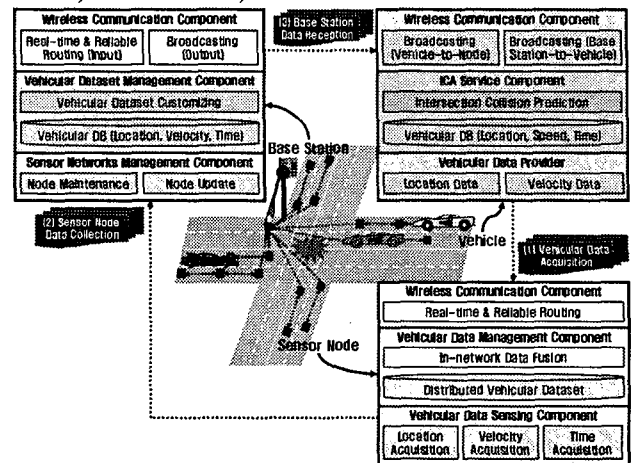 Wireless Communication Component
Real-time & Reliable
Routing (Input)
Broadcasting
(Output)
Vehicular Dataset Management Component
Vehicular Dataset Customizing
Vehicular DB (Location, Velocity, Time)
Sensor Networks Management Component
Node Maintenance
Node Update
(3) Base Station
Data Reception
Wireless Communication Component
Broadcasting
(Vehicle-to-Node)
Broadcasting (Base
Station-to-Vehicle)
ICA Service Component
Intersection Collision Prediction
Vehicular DB (Location, Speed, Time)
Vehicular Data Provider
Location Data
Velocity Data
Base Station
(2) Sensor Node
Data Collection
Vehicle
(1) Vehicular Data
Acquisition
Sensor Node
Wireless Communication Component
Real-time & Reliable Routing
Vehicular Data Management Component
In-network Data Fusion
Distributed Vehicular Dataset
Vehicular Data Sensing Component
Location
Acquisition
Velocity
Acquisition
Time
Acquisition